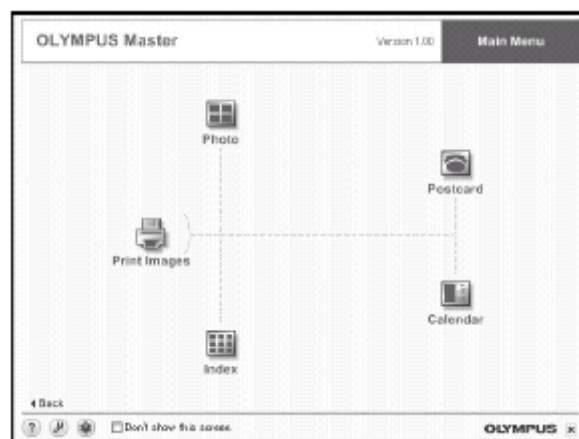 OLYMPUS Master Version 1.00 Main Menu
Photo
Postcard
Print Images
Calendar
Index
Back
? Don't show this screen.
OLYMPUS